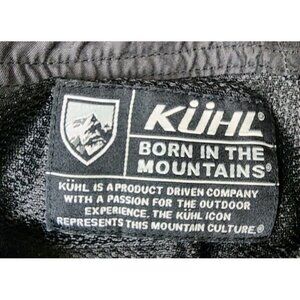 KÜHL®
BORN IN THE
MOUNTAINS®
KÜHL IS A PRODUCT DRIVEN COMPANY
WITH A PASSION FOR THE OUTDOOR
EXPERIENCE. THE KÜHL ICON
REPRESENTS THIS MOUNTAIN CULTURE.®